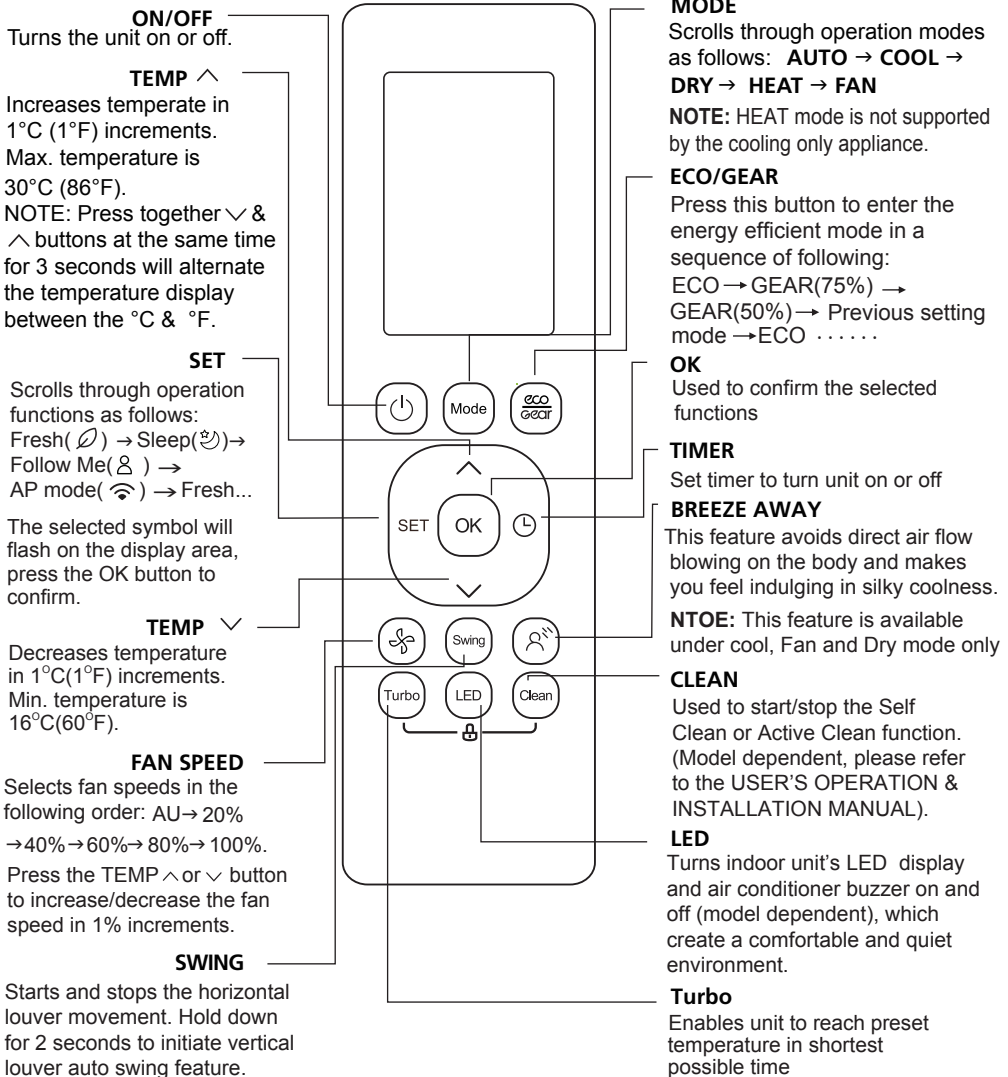 ON/OFF
Turns the unit on or off.
TEMP
Increases temperate in
1°C (1°F) increments.
Max. temperature is
30°C (86°F).
NOTE: Press together &
buttons at the same time
for 3 seconds will alternate
the temperature display
between the °C & °F.
SET
Scrolls through operation
functions as follows:
Fresh( ) → Sleep( )→
Follow Me( ) →
AP mode( ) → Fresh...
The selected symbol will
flash on the display area,
press the OK button to
confirm.
TEMP
Decreases temperature
in 1°C(1°F) increments.
Min. temperature is
16°C(60°F).
FAN SPEED
Selects fan speeds in the
following order: AU→ 20%
→40%→60%→ 80%→ 100%.
Press the TEMP or button
to increase/decrease the fan
speed in 1% increments.
SWING
Starts and stops the horizontal
louver movement. Hold down
for 2 seconds to initiate vertical
louver auto swing feature.
Mode
eco
Gear
SET
OK
Swing
Turbo
LED
Clean
MODE
Scrolls through operation modes
as follows: AUTO → COOL →
DRY → HEAT → FAN
NOTE: HEAT mode is not supported
by the cooling only appliance.
ECO/GEAR
Press this button to enter the
energy efficient mode in a
sequence of following:
ECO → GEAR(75%) →
GEAR(50%)→ Previous setting
mode →ECO ······
OK
Used to confirm the selected
functions
TIMER
Set timer to turn unit on or off
BREEZE AWAY
This feature avoids direct air flow
blowing on the body and makes
you feel indulging in silky coolness.
NTOE: This feature is available
under cool, Fan and Dry mode only
CLEAN
Used to start/stop the Self
Clean or Active Clean function.
(Model dependent, please refer
to the USER'S OPERATION &
INSTALLATION MANUAL).
LED
Turns indoor unit's LED display
and air conditioner buzzer on and
off (model dependent), which
create a comfortable and quiet
environment.
Turbo
Enables unit to reach preset
temperature in shortest
possible time